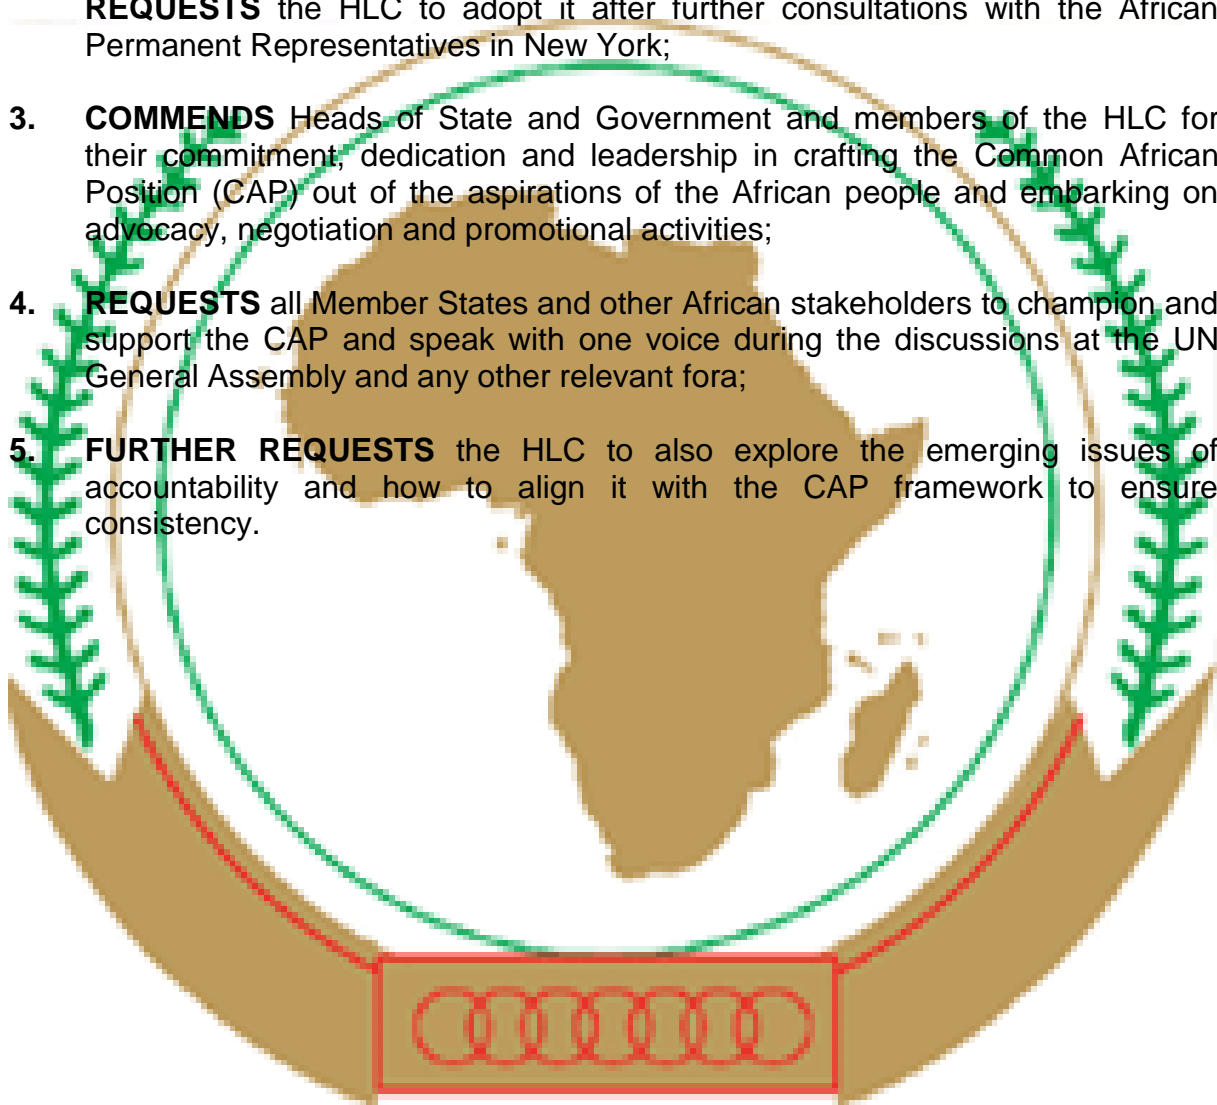 REQUESTS the HLC to adopt it after further consultations with the African
Permanent Representatives in New York;
3. COMMENDS Heads of State and Government and members of the HLC for
their commitment, dedication and leadership in crafting the Common African
Position (CAP) out of the aspirations of the African people and embarking on
advocacy, negotiation and promotional activities;
4. REQUESTS all Member States and other African stakeholders to champion and
support the CAP and speak with one voice during the discussions at the UN
General Assembly and any other relevant fora;
5. FURTHER REQUESTS the HLC to also explore the emerging issues of
accountability and how to align it with the CAP framework to ensure
consistency.